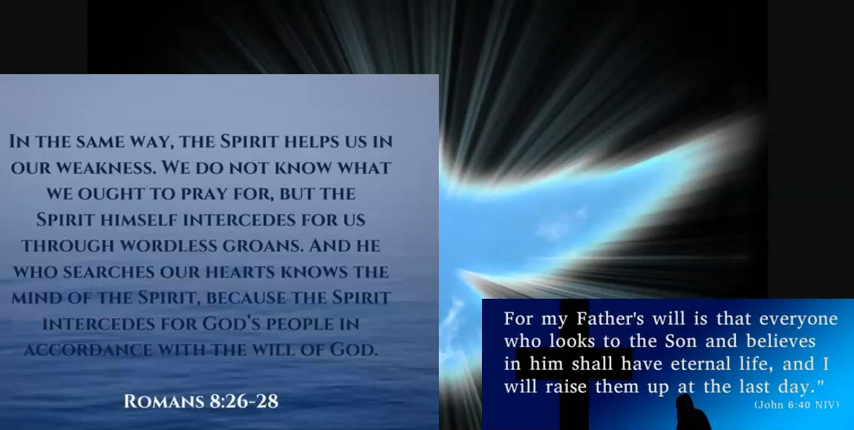 In the same way, the Spirit helps us in
our weakness. We do not know what
we ought to pray for, but the
Spirit himself intercedes for us
through wordless groans. And he
who searches our hearts knows the
mind of the Spirit, because the Spirit
intercedes for God's people in
accordance with the will of God.
Romans 8:26-28
For my Father's will is that everyone
who looks to the Son and believes
in him shall have eternal life, and I
will raise them up at the last day."
(John 6:40 NIV)